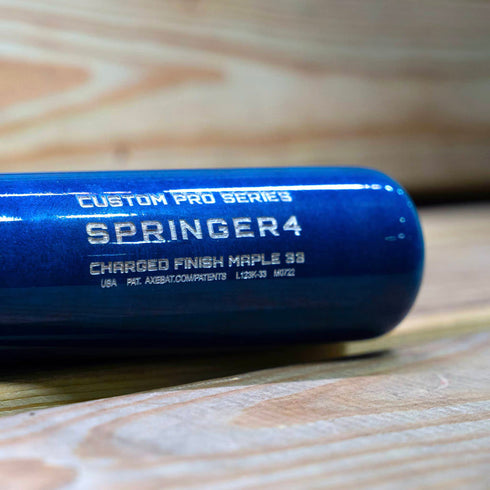 CUSTOM PRO SERIES
SPRINGER4
CHARGED FINISH MAPLE 33
USA PAT. AXEBAT.COM/PATENTS L123K-33 M0722